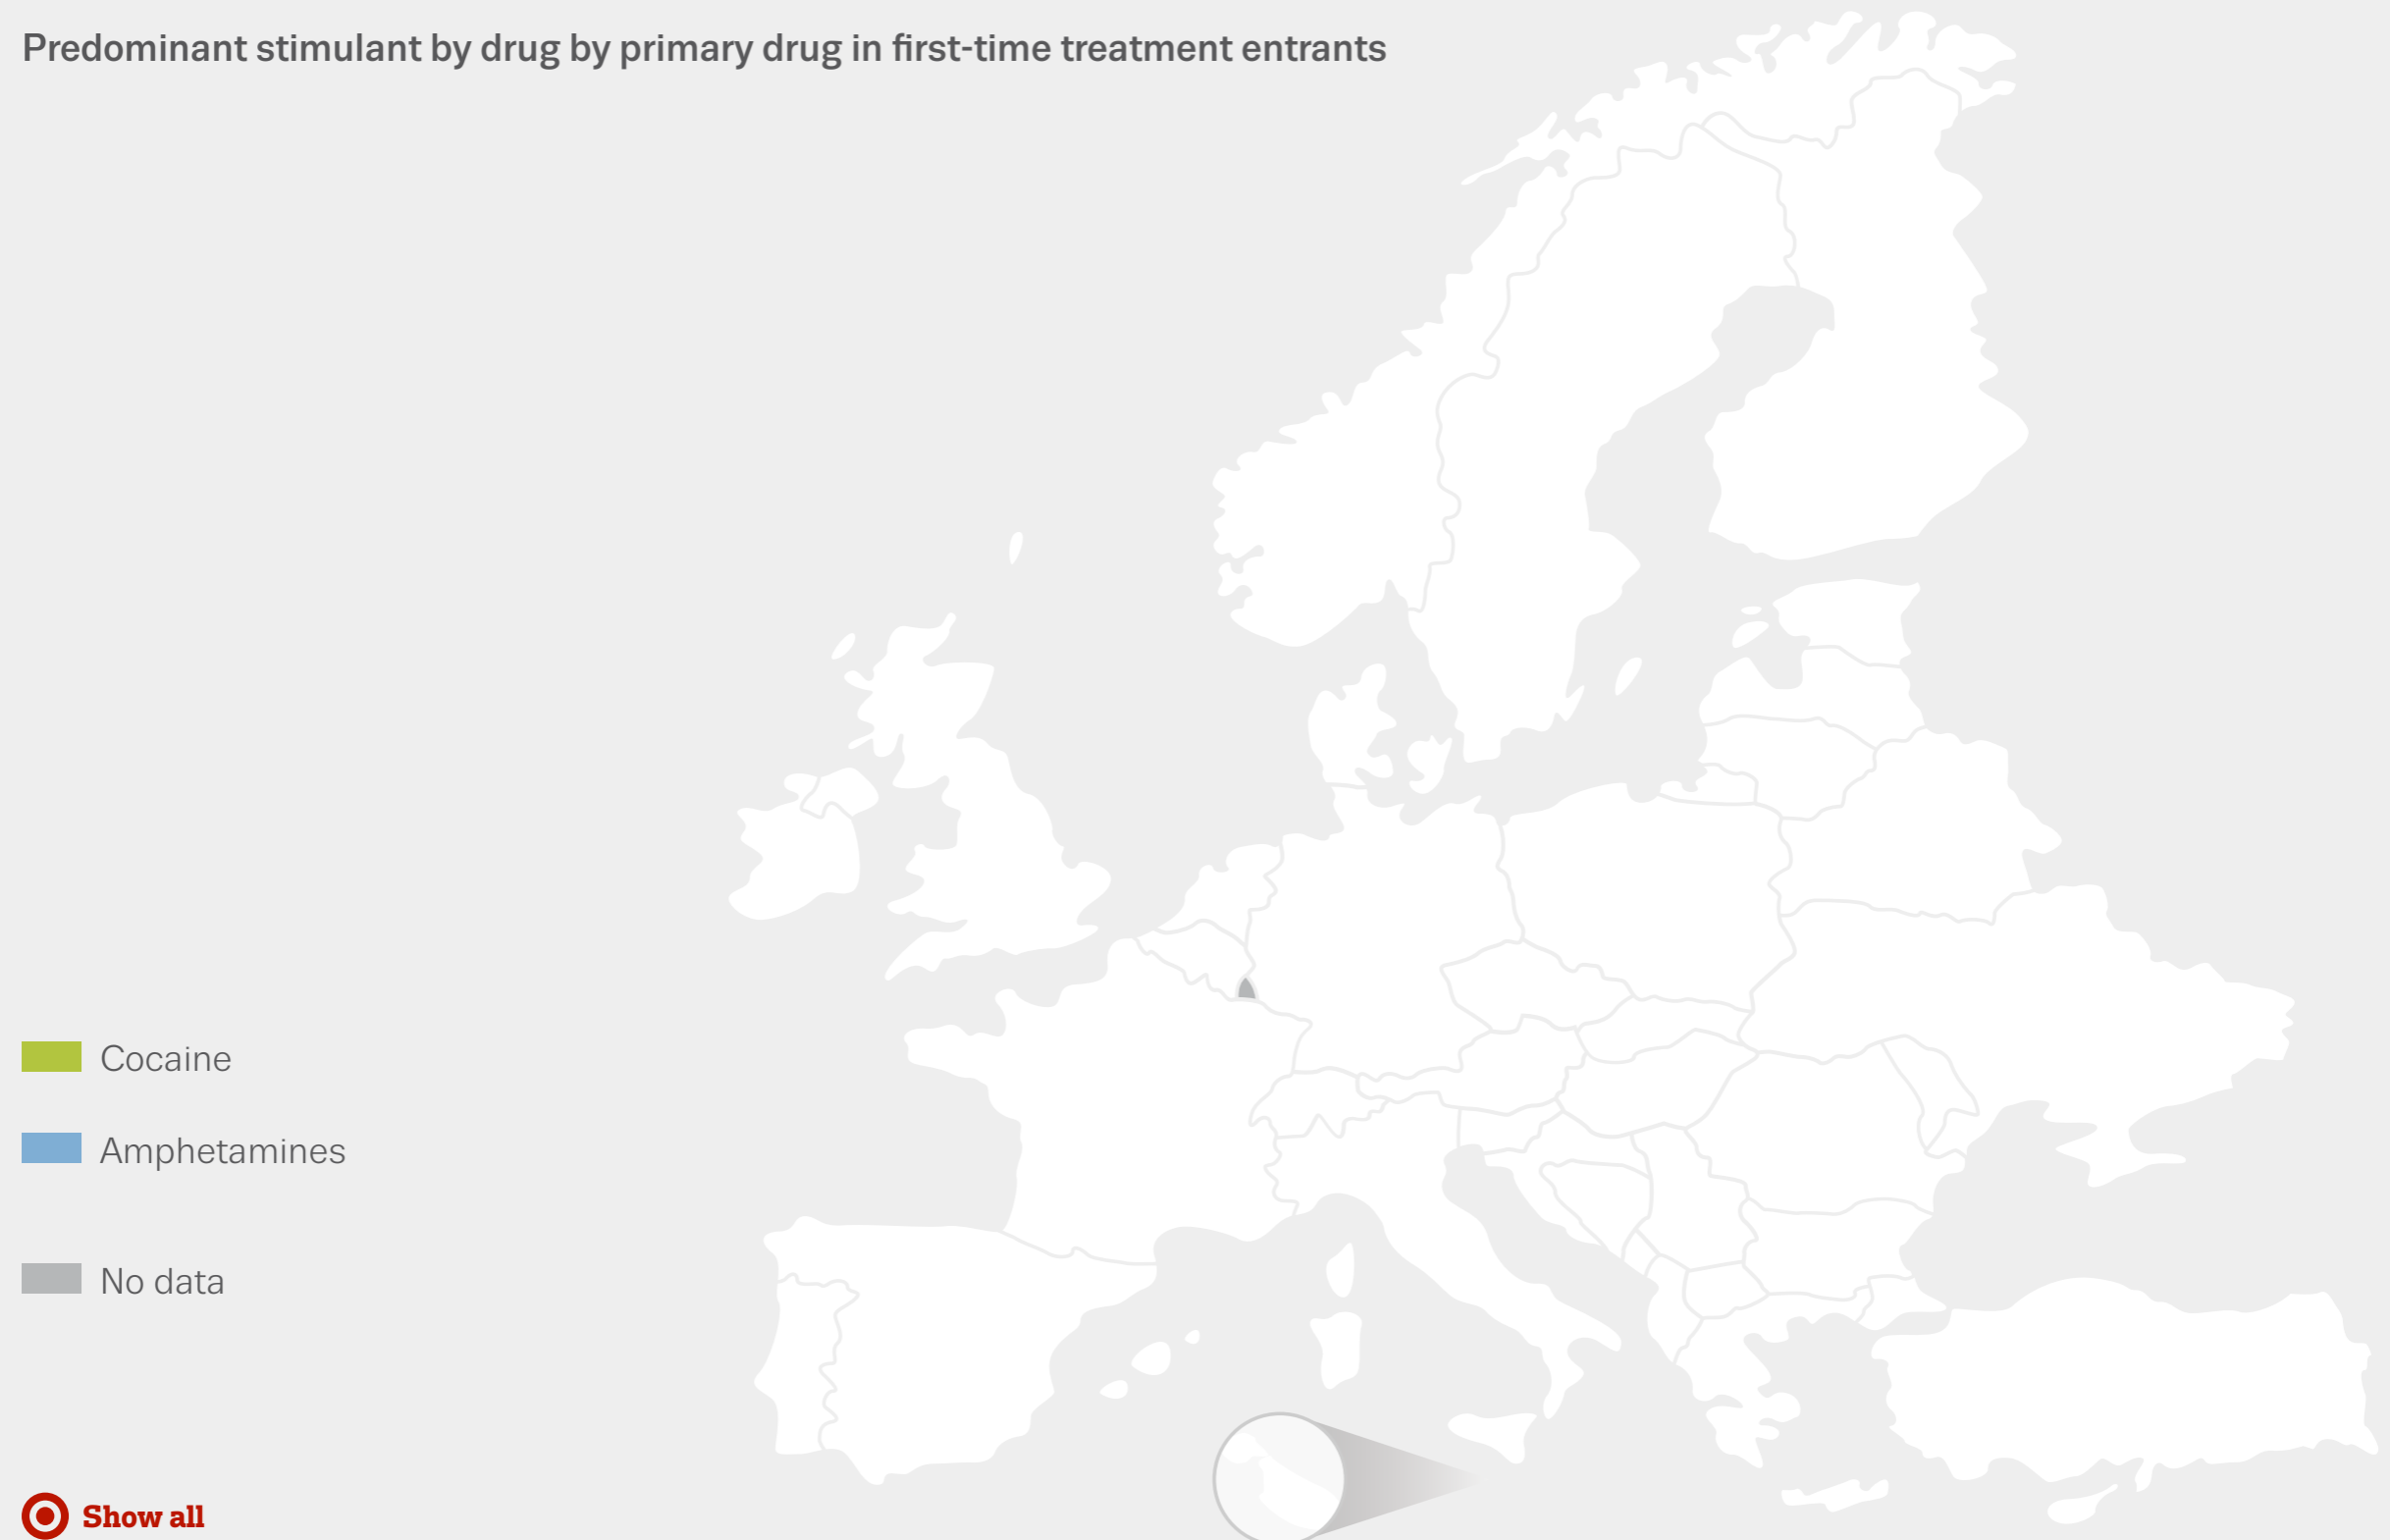 Predominant stimulant by drug by primary drug in first-time treatment entrants
Cocaine
Amphetamines
No data
Show all